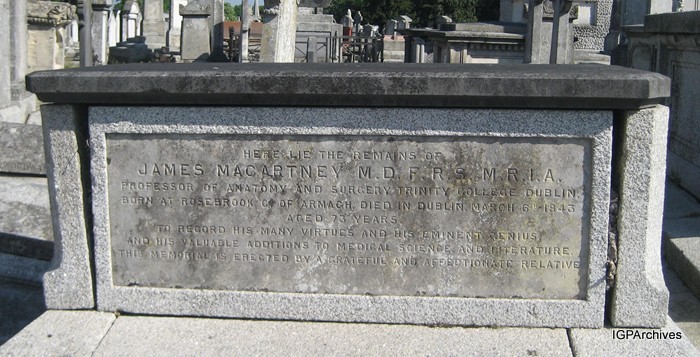 HERE LIE THE REMAINS OF
JAMES MACARTNEY M.D. F.R.S. M.R.I.A.
PROFESSOR OF ANATOMY AND SURGERY TRINITY COLLEGE DUBLIN
BORN AT ROSEBROOK Co OF ARMAGH, DIED IN DUBLIN, MARCH 6th 1843
AGED 73 YEARS.
TO RECORD HIS MANY VIRTUES AND HIS EMINENT GENIUS
AND HIS VALUABLE ADDITIONS TO MEDICAL SCIENCE AND LITERATURE,
THIS MEMORIAL IS ERECTED BY A GRATEFUL AND AFFECTIONATE RELATIVE
IGPArchives